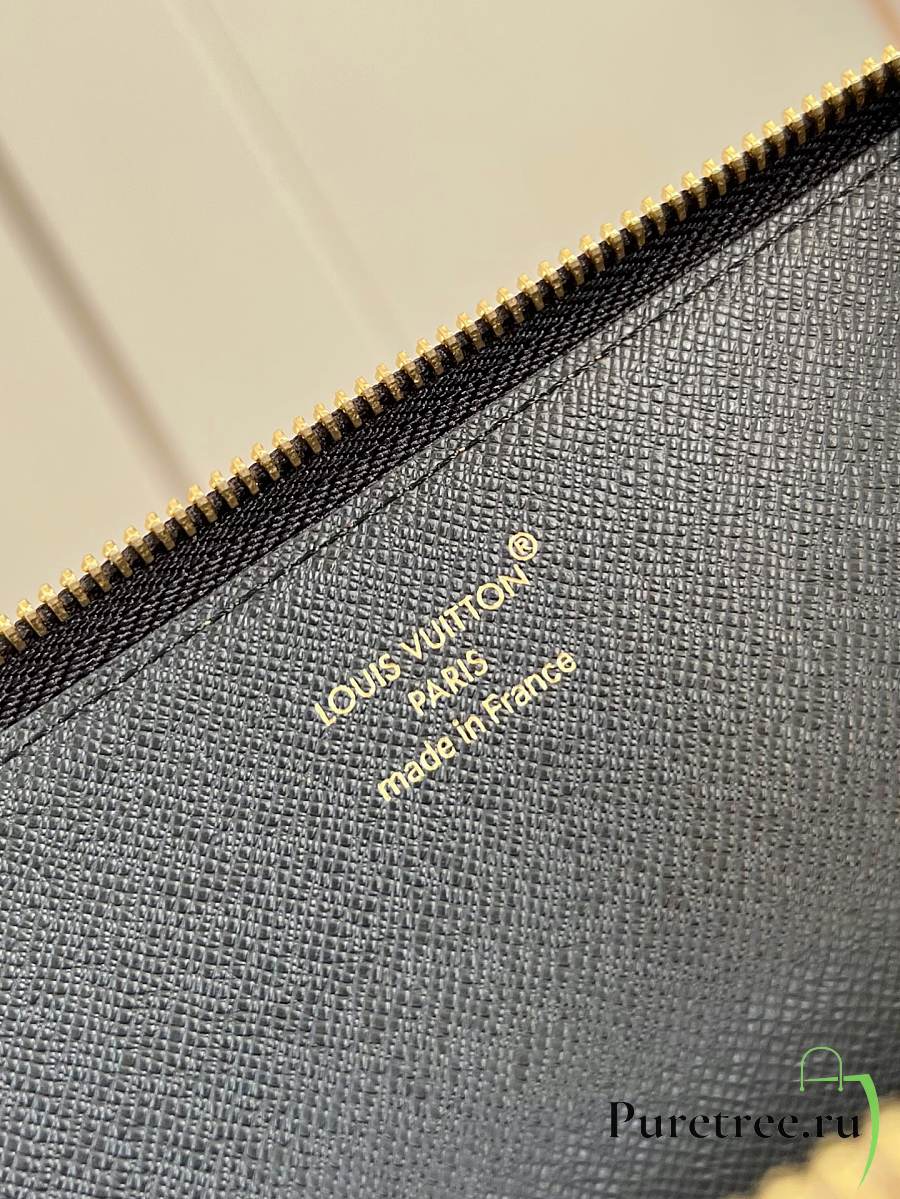 LOUIS VUITTON®
PARIS
made in France
Puretree.ru